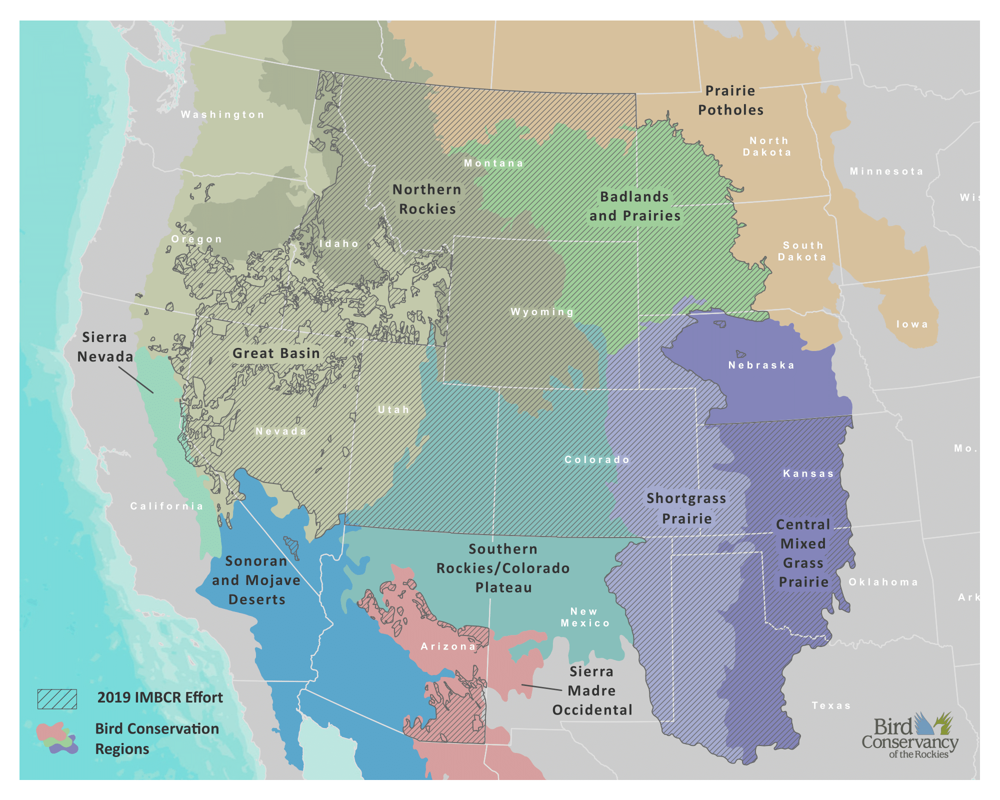 Prairie
Potholes
Washington
North
Dakota
Montana
Minnesota
Northern
Rockies
Badlands
and Prairies
Wis
Oregon
Idaho
South
Dakota
Wyoming
Iowa
Sierra
Nevada
Great Basin
Nebraska
Utah
Nevada
Mo.
Colorado
Kansas
California
Shortgrass
Prairie
Central
Mixed
Grass
Prairie
Southern
Rockies/Colorado
Plateau
Sonoran
and Mojave
Deserts
Oklahoma
Ark
New
Mexico
Arizona
Sierra
Madre
Occidental
Texas
2019 IMBCR Effort
Bird Conservation
Regions
Bird
Conservancy
of the Rockies